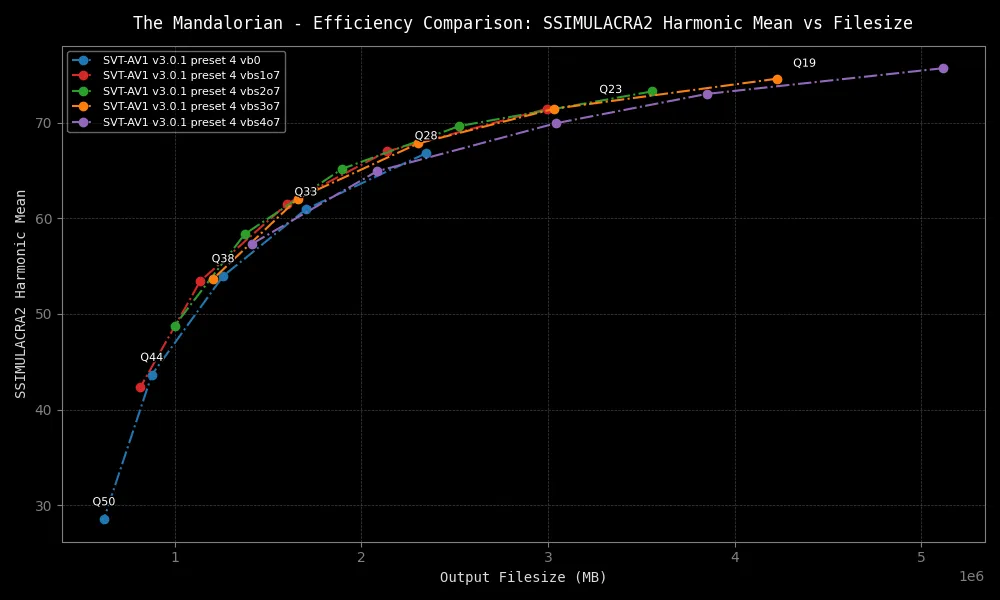 The Mandalorian - Efficiency Comparison: SSIMULACRA2 Harmonic Mean vs Filesize
SVT-AV1 v3.0.1 preset 4 vb0
SVT-AV1 v3.0.1 preset 4 vbs1o7
SVT-AV1 v3.0.1 preset 4 vbs2o7
SVT-AV1 v3.0.1 preset 4 vbs3o7
SVT-AV1 v3.0.1 preset 4 vbs4o7
Q19
Q23
Q28
Q33
Q38
Q44
Q50
SSIMULACRA2 Harmonic Mean
70
60
50
40
30
1 2 3 4 5
1e6
Output Filesize (MB)